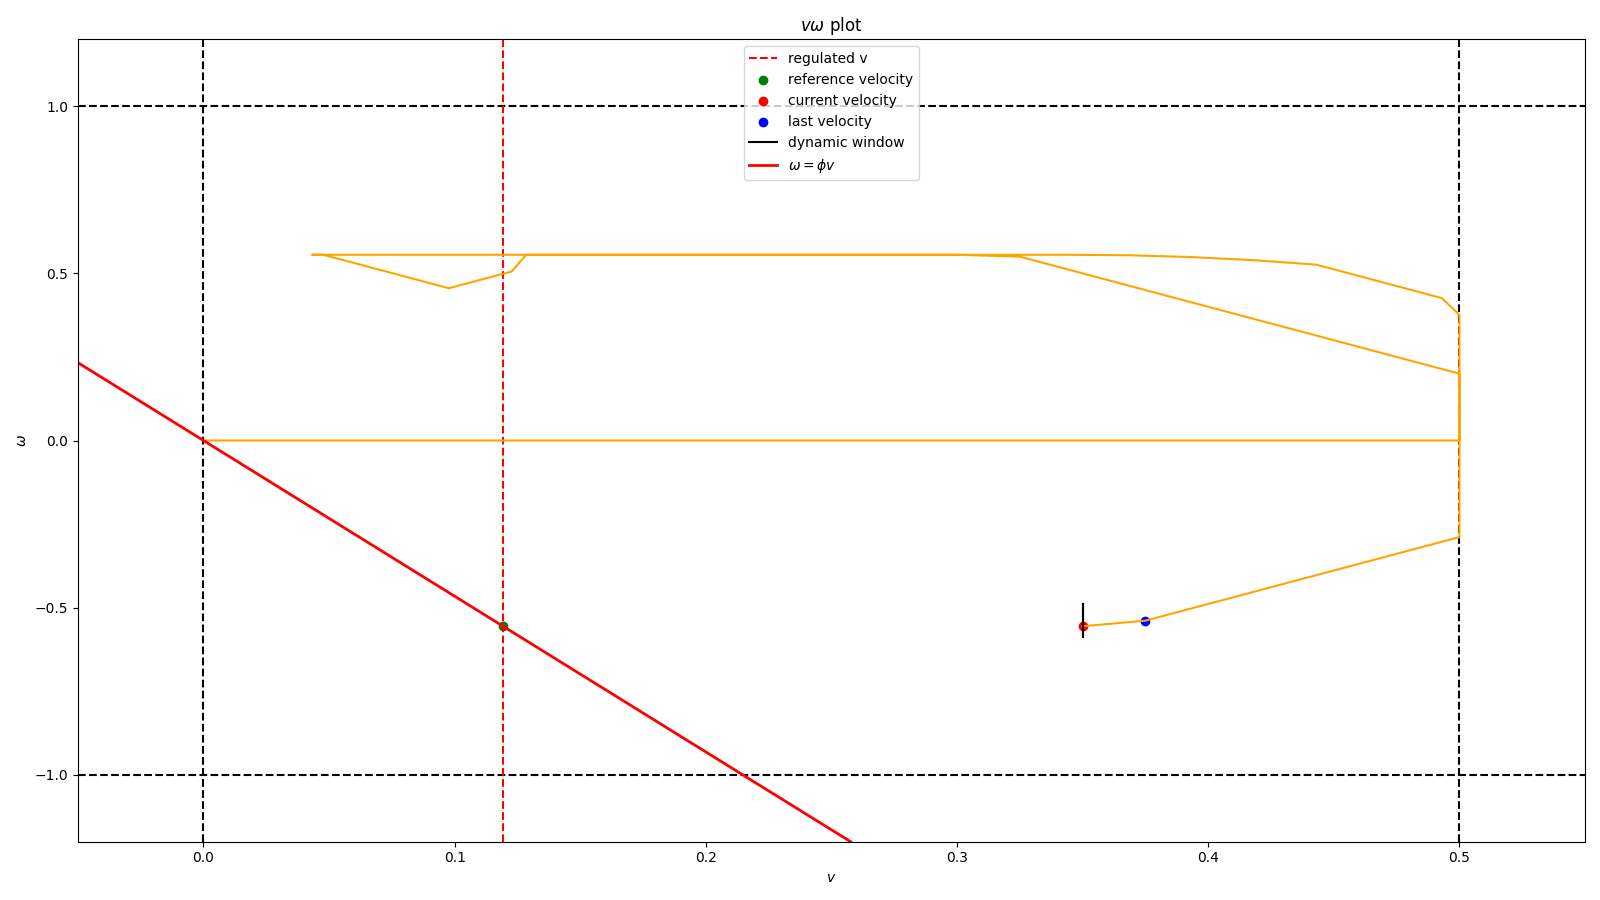 vω plot
regulated v
reference velocity
current velocity
last velocity
dynamic window
ω = ϕv
1.0
0.5
0.0
−0.5
−1.0
ω
0.0 0.1 0.2 0.3 0.4 0.5
v